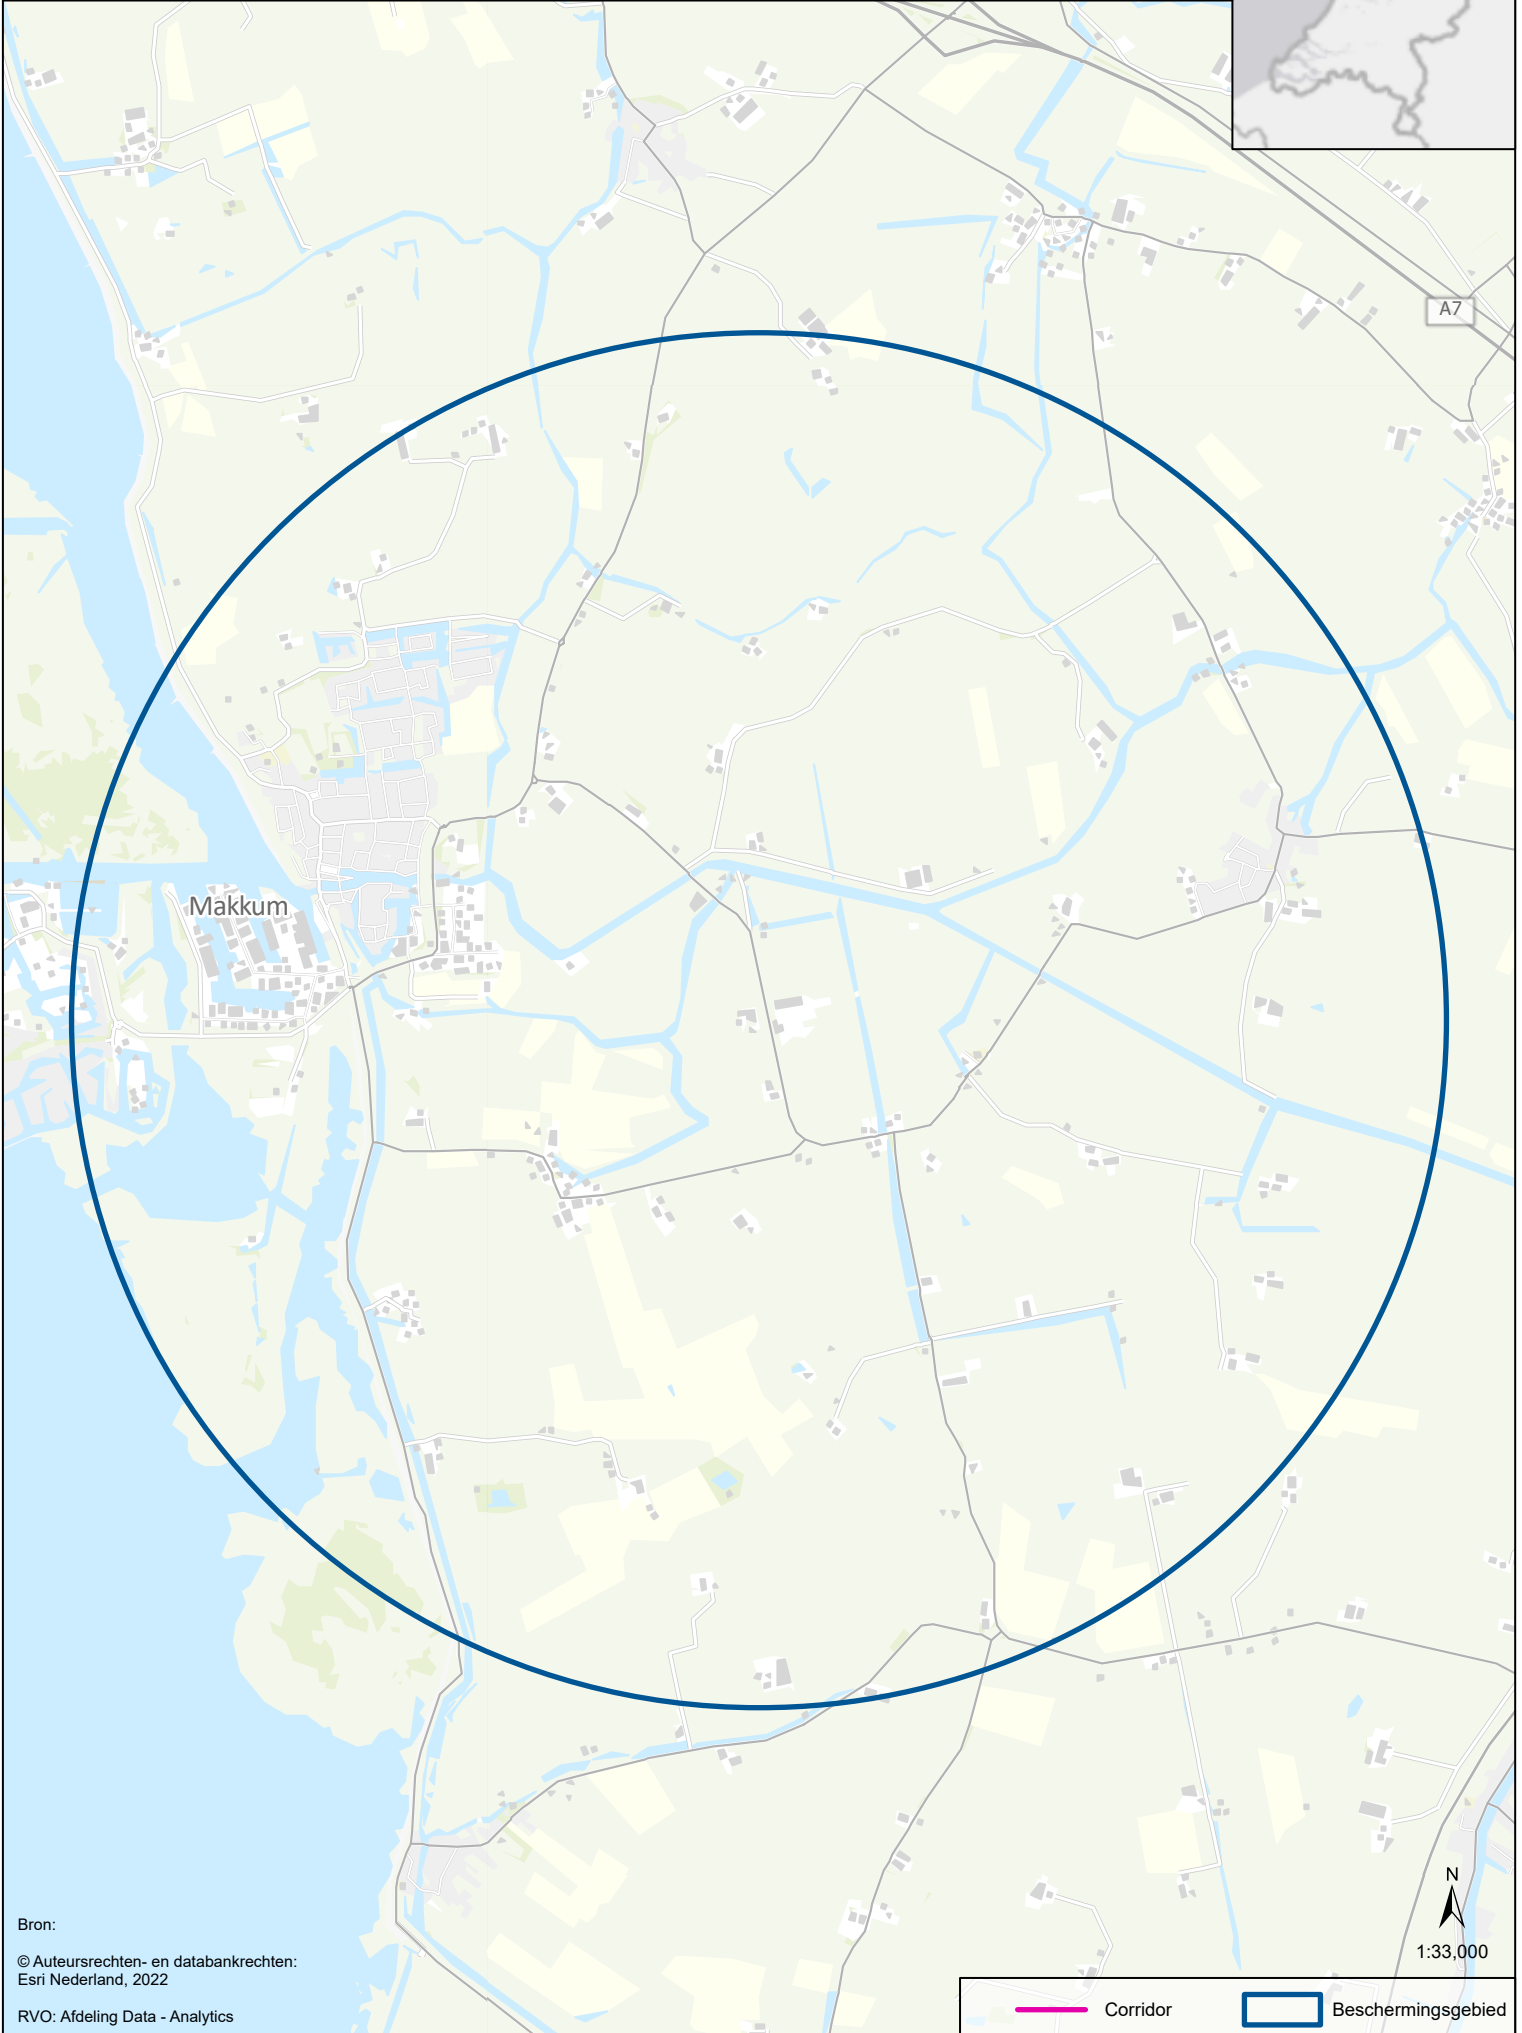 A7
Makkum
N
1:33,000
Bron:
© Auteursrechten- en databankrechten:
Esri Nederland, 2022
RVO: Afdeling Data - Analytics
Corridor
Beschermingsgebied